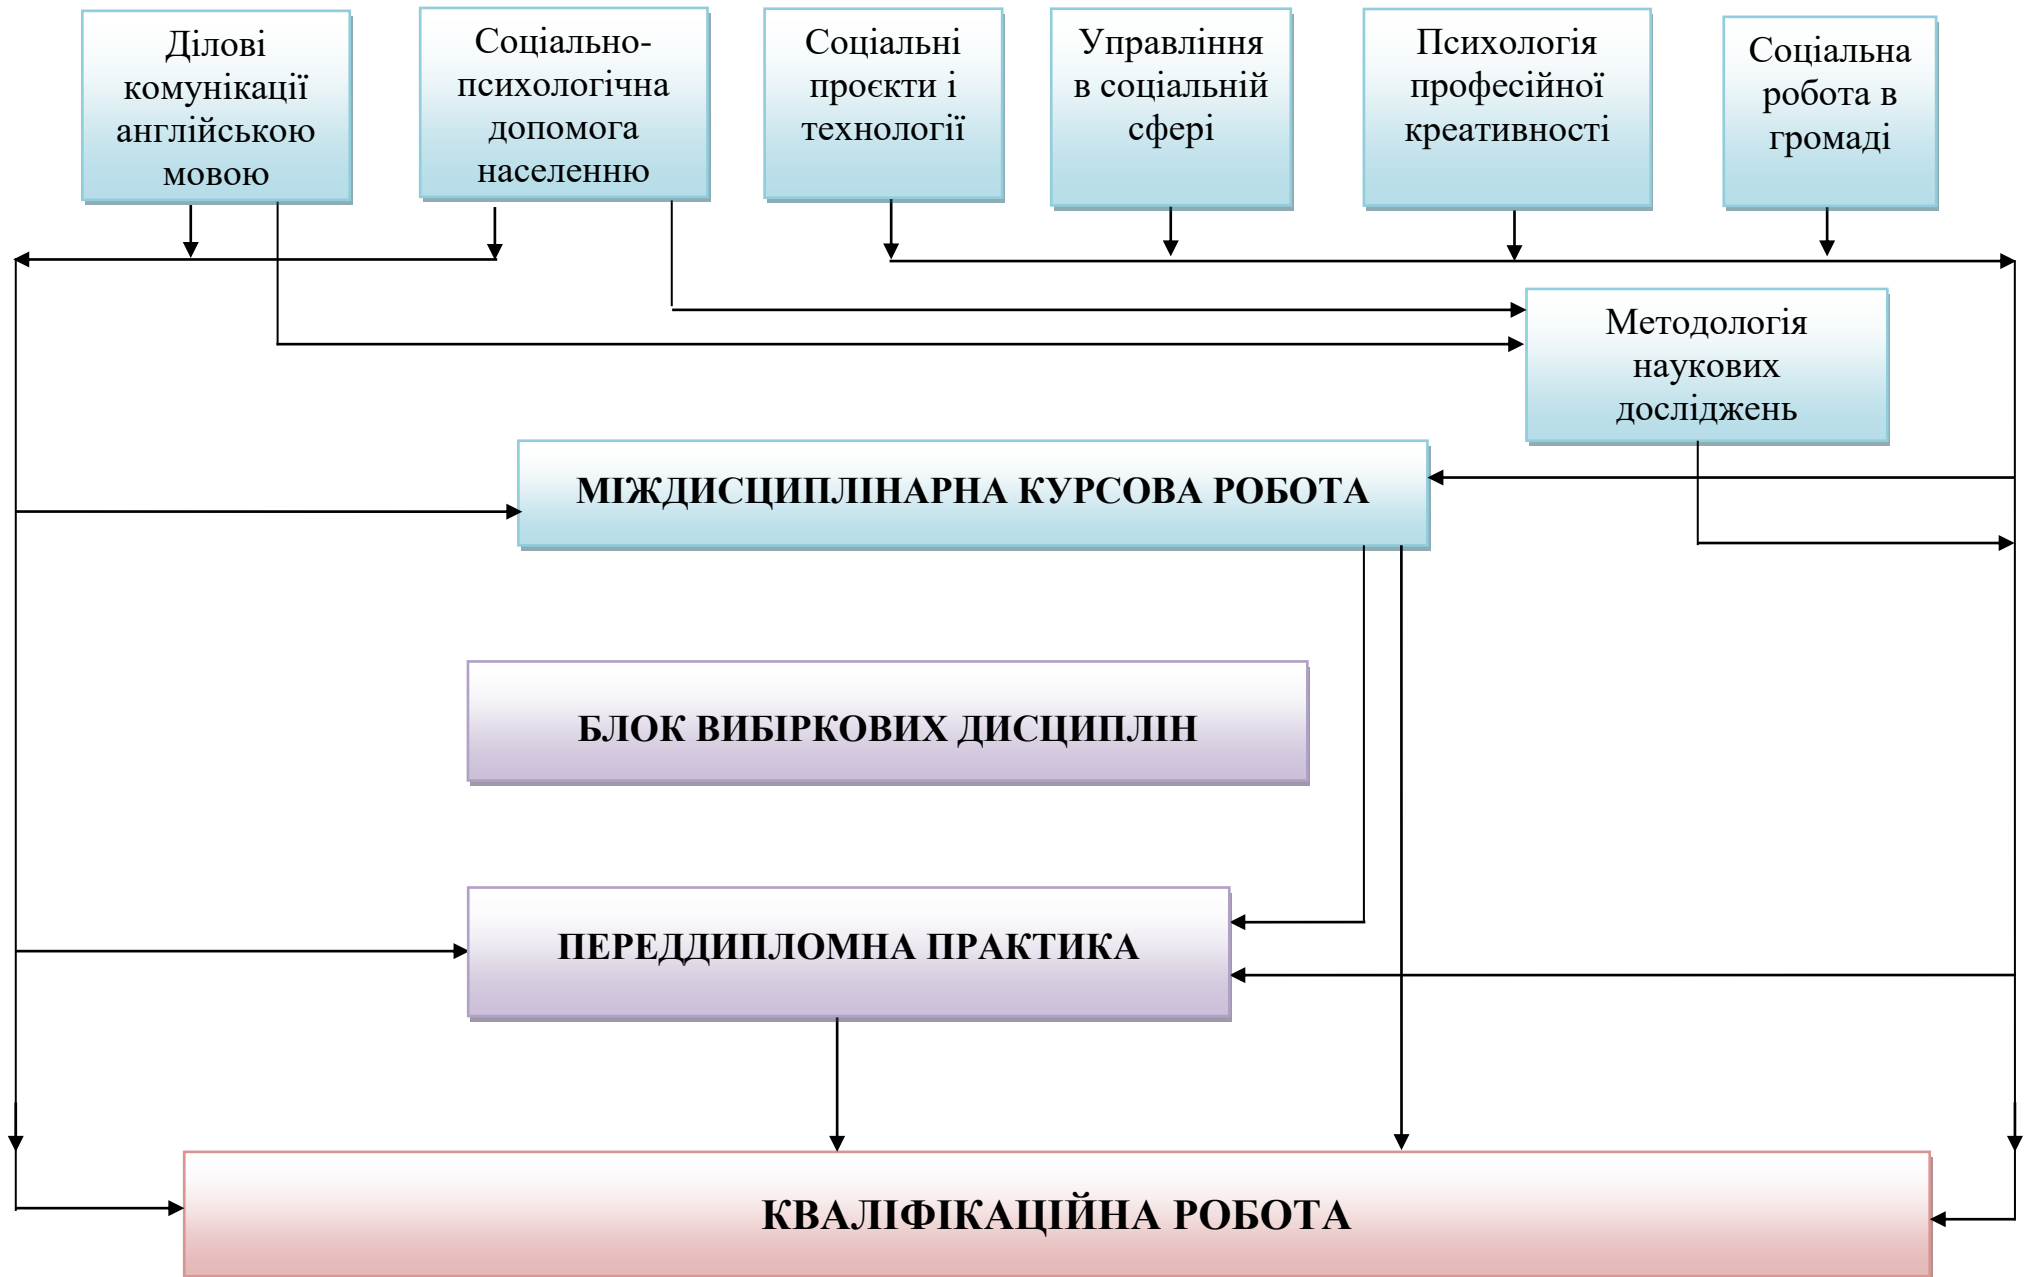 Ділові
комунікації
англійською
мовою
Соціально-
психологічна
допомога
населенню
Соціальні
проєкти і
технології
Управління
в соціальній
сфері
Психологія
професійної
креативності
Соціальна
робота в
громаді
Методологія
наукових
досліджень
МІЖДИСЦИПЛІНАРНА КУРСОВА РОБОТА
БЛОК ВИБІРКОВИХ ДИСЦИПЛІН
ПЕРЕДДИПЛОМНА ПРАКТИКА
КВАЛІФІКАЦІЙНА РОБОТА